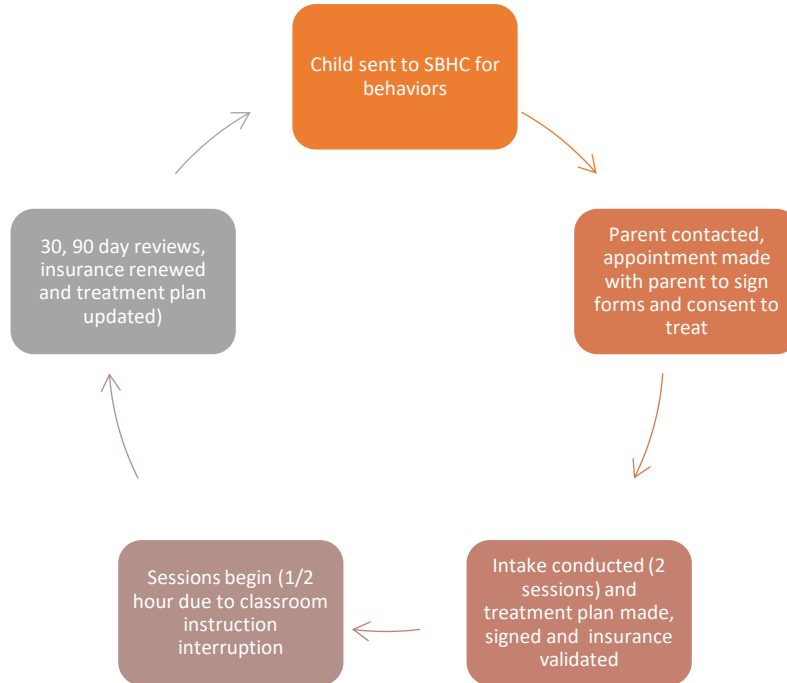 Child sent to SBHC for
behaviors
Parent contacted,
appointment made
with parent to sign
forms and consent to
treat
Intake conducted (2
sessions) and
treatment plan made,
signed and insurance
validated
Sessions begin (1/2
hour due to classroom
instruction
interruption
30, 90 day reviews,
insurance renewed
and treatment plan
updated)